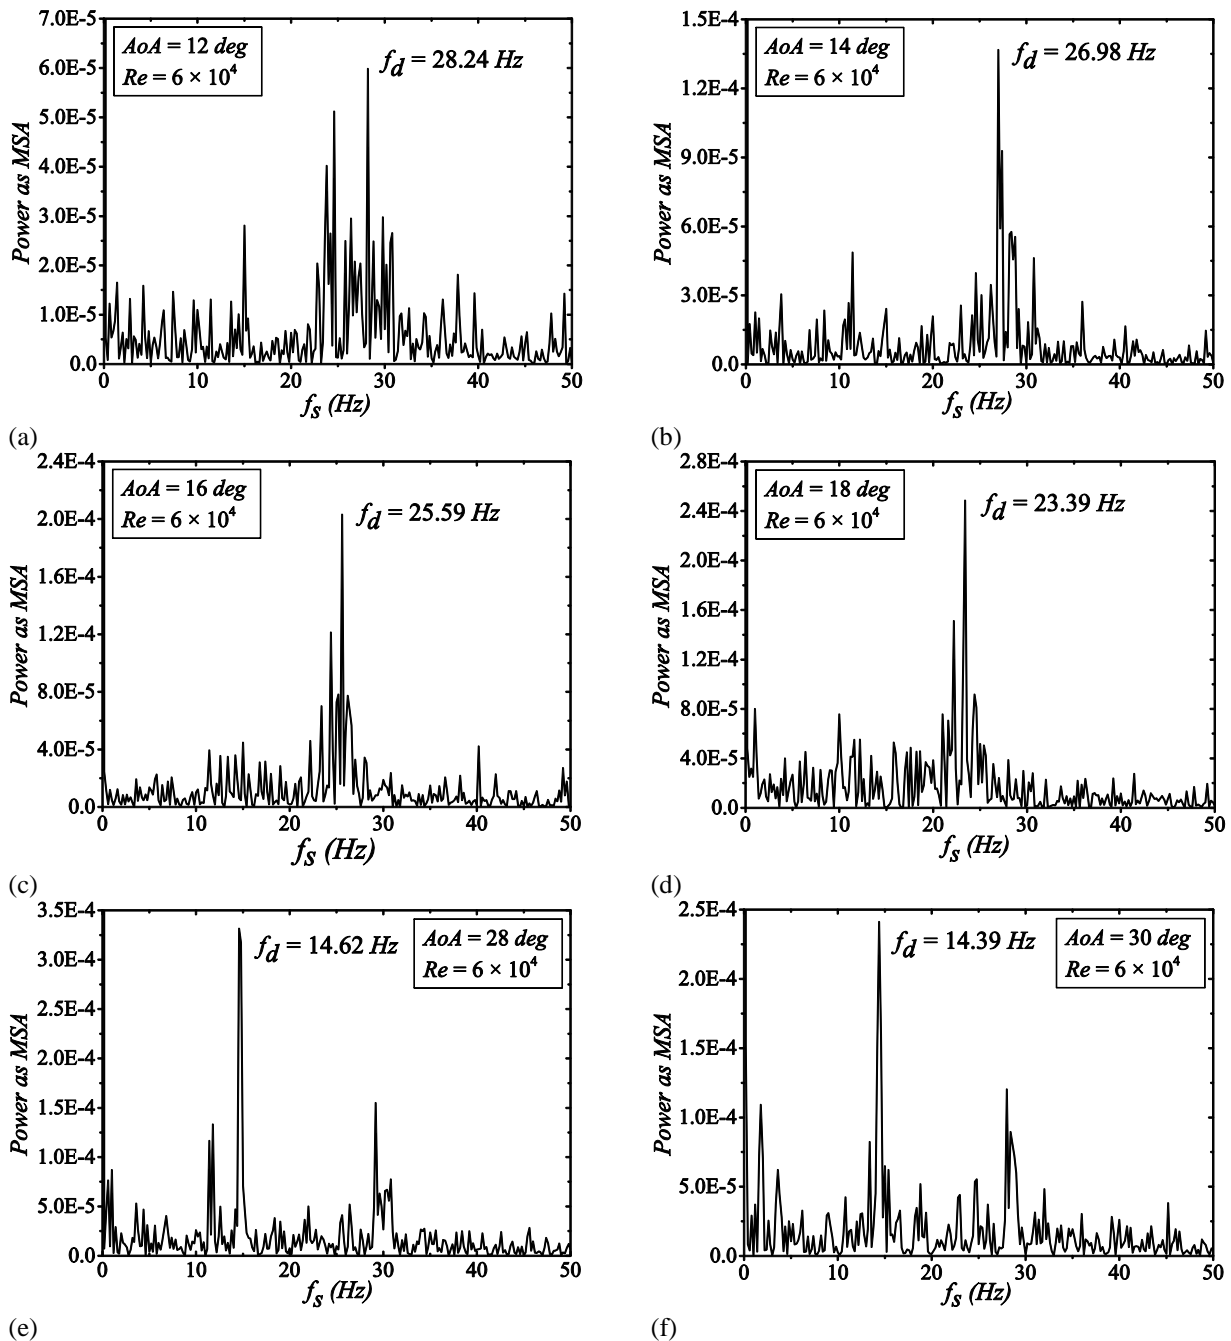 7.0E-5
6.0E-5
5.0E-5
4.0E-5
3.0E-5
2.0E-5
1.0E-5
0.0
Power as MSA
AoA = 12 deg
Re = 6 × 10⁴
f_d = 28.24 Hz
0 10 20 30 40 50
f_s (Hz)
(a)
1.5E-4
1.2E-4
9.0E-5
6.0E-5
3.0E-5
0.0
Power as MSA
AoA = 14 deg
Re = 6 × 10⁴
f_d = 26.98 Hz
0 10 20 30 40 50
f_s (Hz)
(b)
2.4E-4
2.0E-4
1.6E-4
1.2E-4
8.0E-5
4.0E-5
0.0
Power as MSA
AoA = 16 deg
Re = 6 × 10⁴
f_d = 25.59 Hz
0 10 20 30 40 50
f_s (Hz)
(c)
2.8E-4
2.4E-4
2.0E-4
1.6E-4
1.2E-4
8.0E-5
4.0E-5
0.0
Power as MSA
AoA = 18 deg
Re = 6 × 10⁴
f_d = 23.39 Hz
0 10 20 30 40 50
f_s (Hz)
(d)
3.5E-4
3.0E-4
2.5E-4
2.0E-4
1.5E-4
1.0E-4
5.0E-5
0.0
Power as MSA
f_d = 14.62 Hz
AoA = 28 deg
Re = 6 × 10⁴
0 10 20 30 40 50
f_s (Hz)
(e)
2.5E-4
2.0E-4
1.5E-4
1.0E-4
5.0E-5
0.0
Power as MSA
f_d = 14.39 Hz
AoA = 30 deg
Re = 6 × 10⁴
0 10 20 30 40 50
f_s (Hz)
(f)